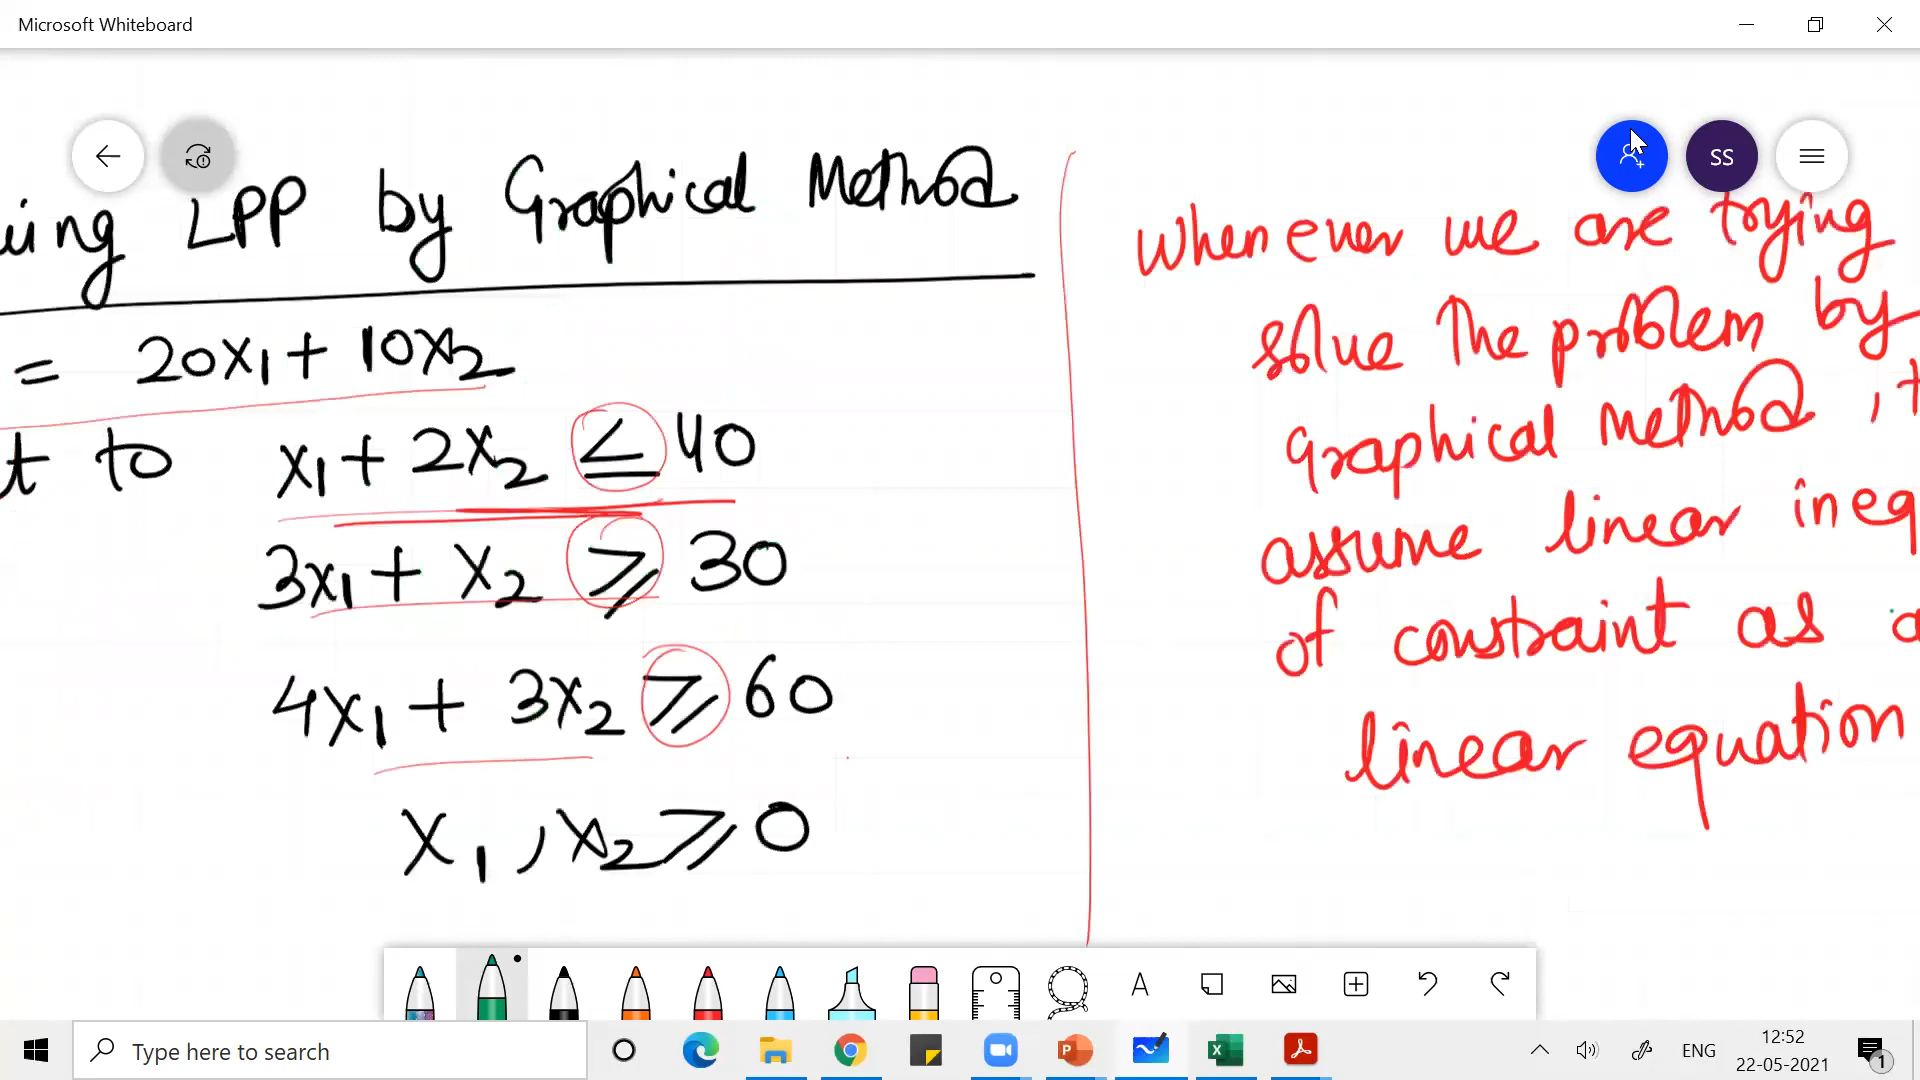 Microsoft Whiteboard
SS
LPP by Graphical Method
= 20x1 + 10x2
t to x1 + 2x2 ≤ 40
3x1 + x2 ≥ 30
4x1 + 3x2 ≥ 60
x1, x2 ≥ 0
whenever we are trying
solve the problem by
Graphical Method,
assume linear ineq
of constraint as a
linear equation
A
Type here to search
ENG
12:52
22-05-2021
1